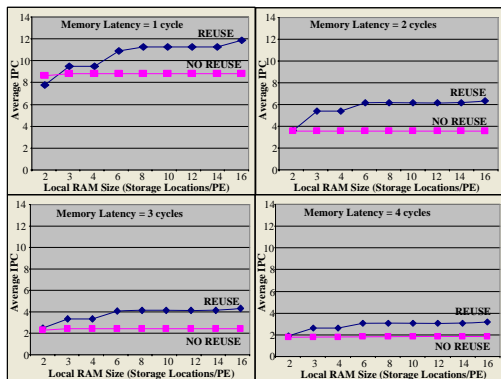 Memory Latency = 1 cycle
REUSE
NO REUSE
Average IPC
14
12
10
8
6
4
2
0
2 3 4 6 8 10 12 14 16
Local RAM Size (Storage Locations/PE)
Memory Latency = 2 cycles
REUSE
NO REUSE
Average IPC
14
12
10
8
6
4
2
0
2 3 4 6 8 10 12 14 16
Local RAM Size (Storage Locations/PE)
Memory Latency = 3 cycles
REUSE
NO REUSE
Average IPC
14
12
10
8
6
4
2
0
2 3 4 6 8 10 12 14 16
Local RAM Size (Storage Locations/PE)
Memory Latency = 4 cycles
REUSE
NO REUSE
Average IPC
14
12
10
8
6
4
2
0
2 3 4 6 8 10 12 14 16
Local RAM Size (Storage Locations/PE)